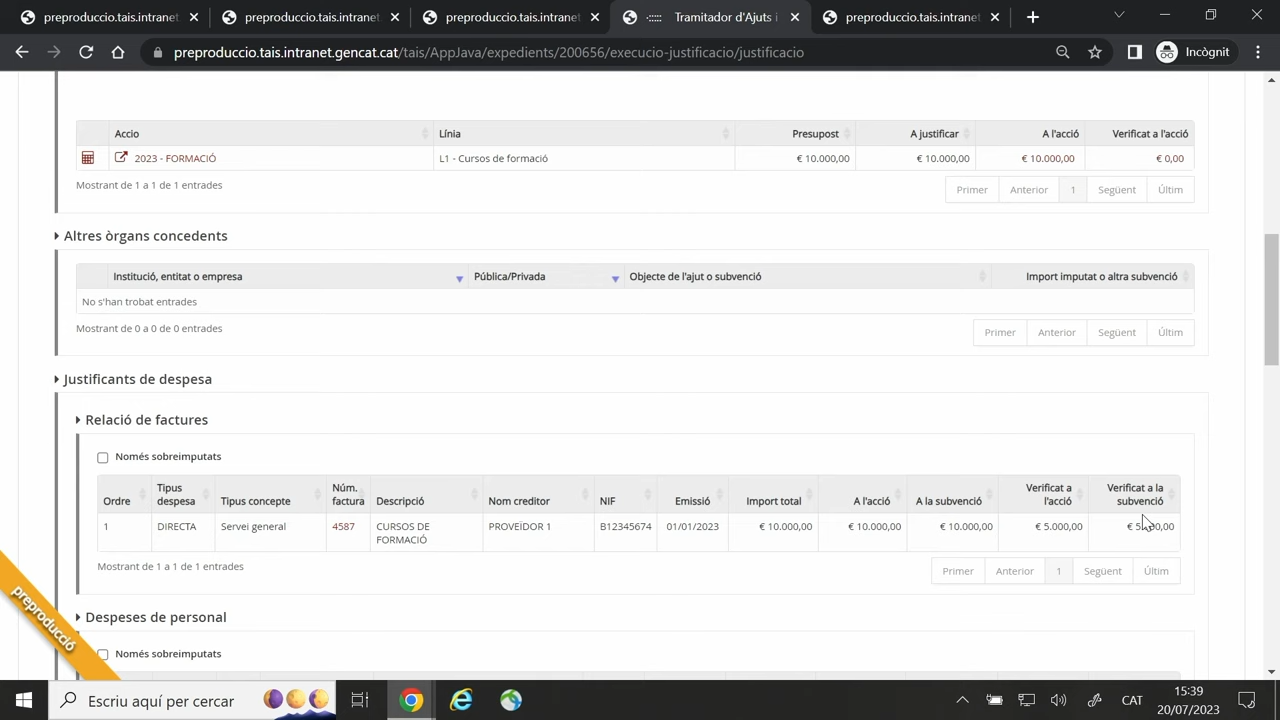 preproduccio.tais.intranet
preproduccio.tais.intranet.
preproduccio.tais.intranet.
Tramitador d'Ajuts i
preproduccio.tais.intranet
preproduccio.tais.intranet.gencat.cat/tais/AppJava/expedients/200656/execucio-justificacio/justificacio
Incògnit
Accio Línia Presupost A justificar A l'acció Verificat a l'acció
2023 - FORMACIÓ L1 - Cursos de formació € 10.000,00 € 10.000,00 € 10.000,00 € 0,00
Mostrant de 1 a 1 de 1 entrades
Primer Anterior 1 Següent Últim
Altres òrgans concedents
Institució, entitat o empresa Pública/Privada Objecte de l'ajut o subvenció Import imputat o altra subvenció
No s'han trobat entrades
Mostrant de 0 a 0 de 0 entrades
Primer Anterior Següent Últim
Justificants de despesa
Relació de factures
Només sobreimputats
Ordre Tipus despesa Tipus concepte Núm. factura Descripció Nom creditor NIF Emissió Import total A l'acció A la subvenció Verificat a l'acció Verificat a la subvenció
1 DIRECTA Servei general 4587 CURSOS DE FORMACIÓ PROVEÏDOR 1 B12345674 01/01/2023 € 10.000,00 € 10.000,00 € 10.000,00 € 5.000,00
Mostrant de 1 a 1 de 1 entrades
Primer Anterior 1 Següent Últim
Despeses de personal
Només sobreimputats
preproducció
Escriu aquí per cercar
CAT
15:39
20/07/2023